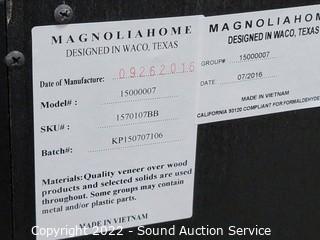 MAGNOLIAHOME
DESIGNED IN WACO, TEXAS
Date of Manufacture: 09262016
Model#: 15000007
SKU#: 1570107BB
Batch#: KP150707106
Materials: Quality veneer over wood
products and selected solids are used
throughout. Some groups may contain
metal and/or plastic parts.
MADE IN VIETNAM
MAGNOLIAHOME
DESIGNED IN WACO, TEXAS
GROUP# 15000007
DATE 07/2016
MADE IN VIETNAM
CALIFORNIA 93120 COMPLIANT FOR FORMALDEHYDE
Copyright 2022 - Sound Auction Service